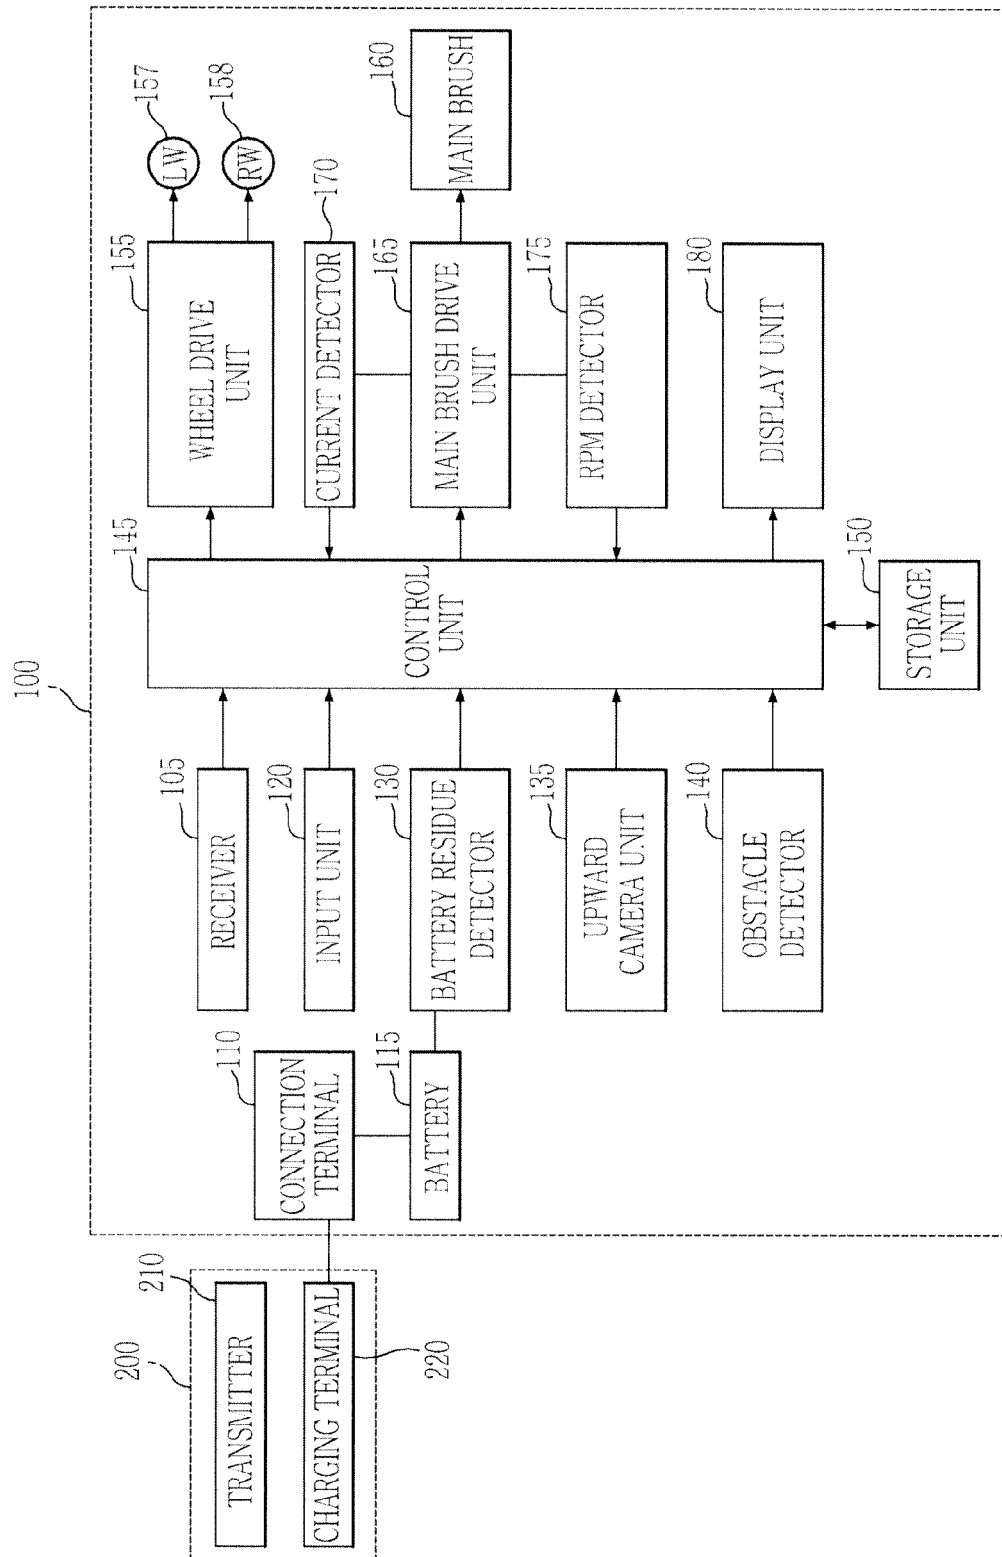 100
200
210
TRANSMITTER
CHARGING TERMINAL
220
110
CONNECTION
TERMINAL
115
BATTERY
105
RECEIVER
120
INPUT UNIT
130
BATTERY RESIDUE
DETECTOR
135
UPWARD
CAMERA UNIT
140
OBSTACLE
DETECTOR
145
CONTROL
UNIT
150
STORAGE
UNIT
155
WHEEL DRIVE
UNIT
157
LW
158
RW
170
CURRENT DETECTOR
165
MAIN BRUSH DRIVE
UNIT
160
MAIN BRUSH
175
RPM DETECTOR
180
DISPLAY UNIT